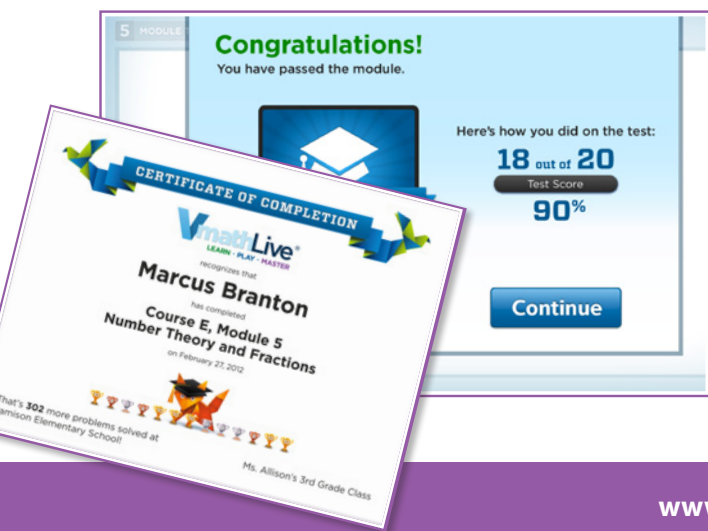 5 MODULE
Congratulations!
You have passed the module.
Here's how you did on the test:
18 out of 20
Test Score
90%
Continue
CERTIFICATE OF COMPLETION
VmathLive®
LEARN · PLAY · MASTER
recognizes that
Marcus Branton
has completed
Course E, Module 5
Number Theory and Fractions
on February 27, 2012
That's 302 more problems solved at
Jamison Elementary School!
Ms. Allison's 3rd Grade Class
www